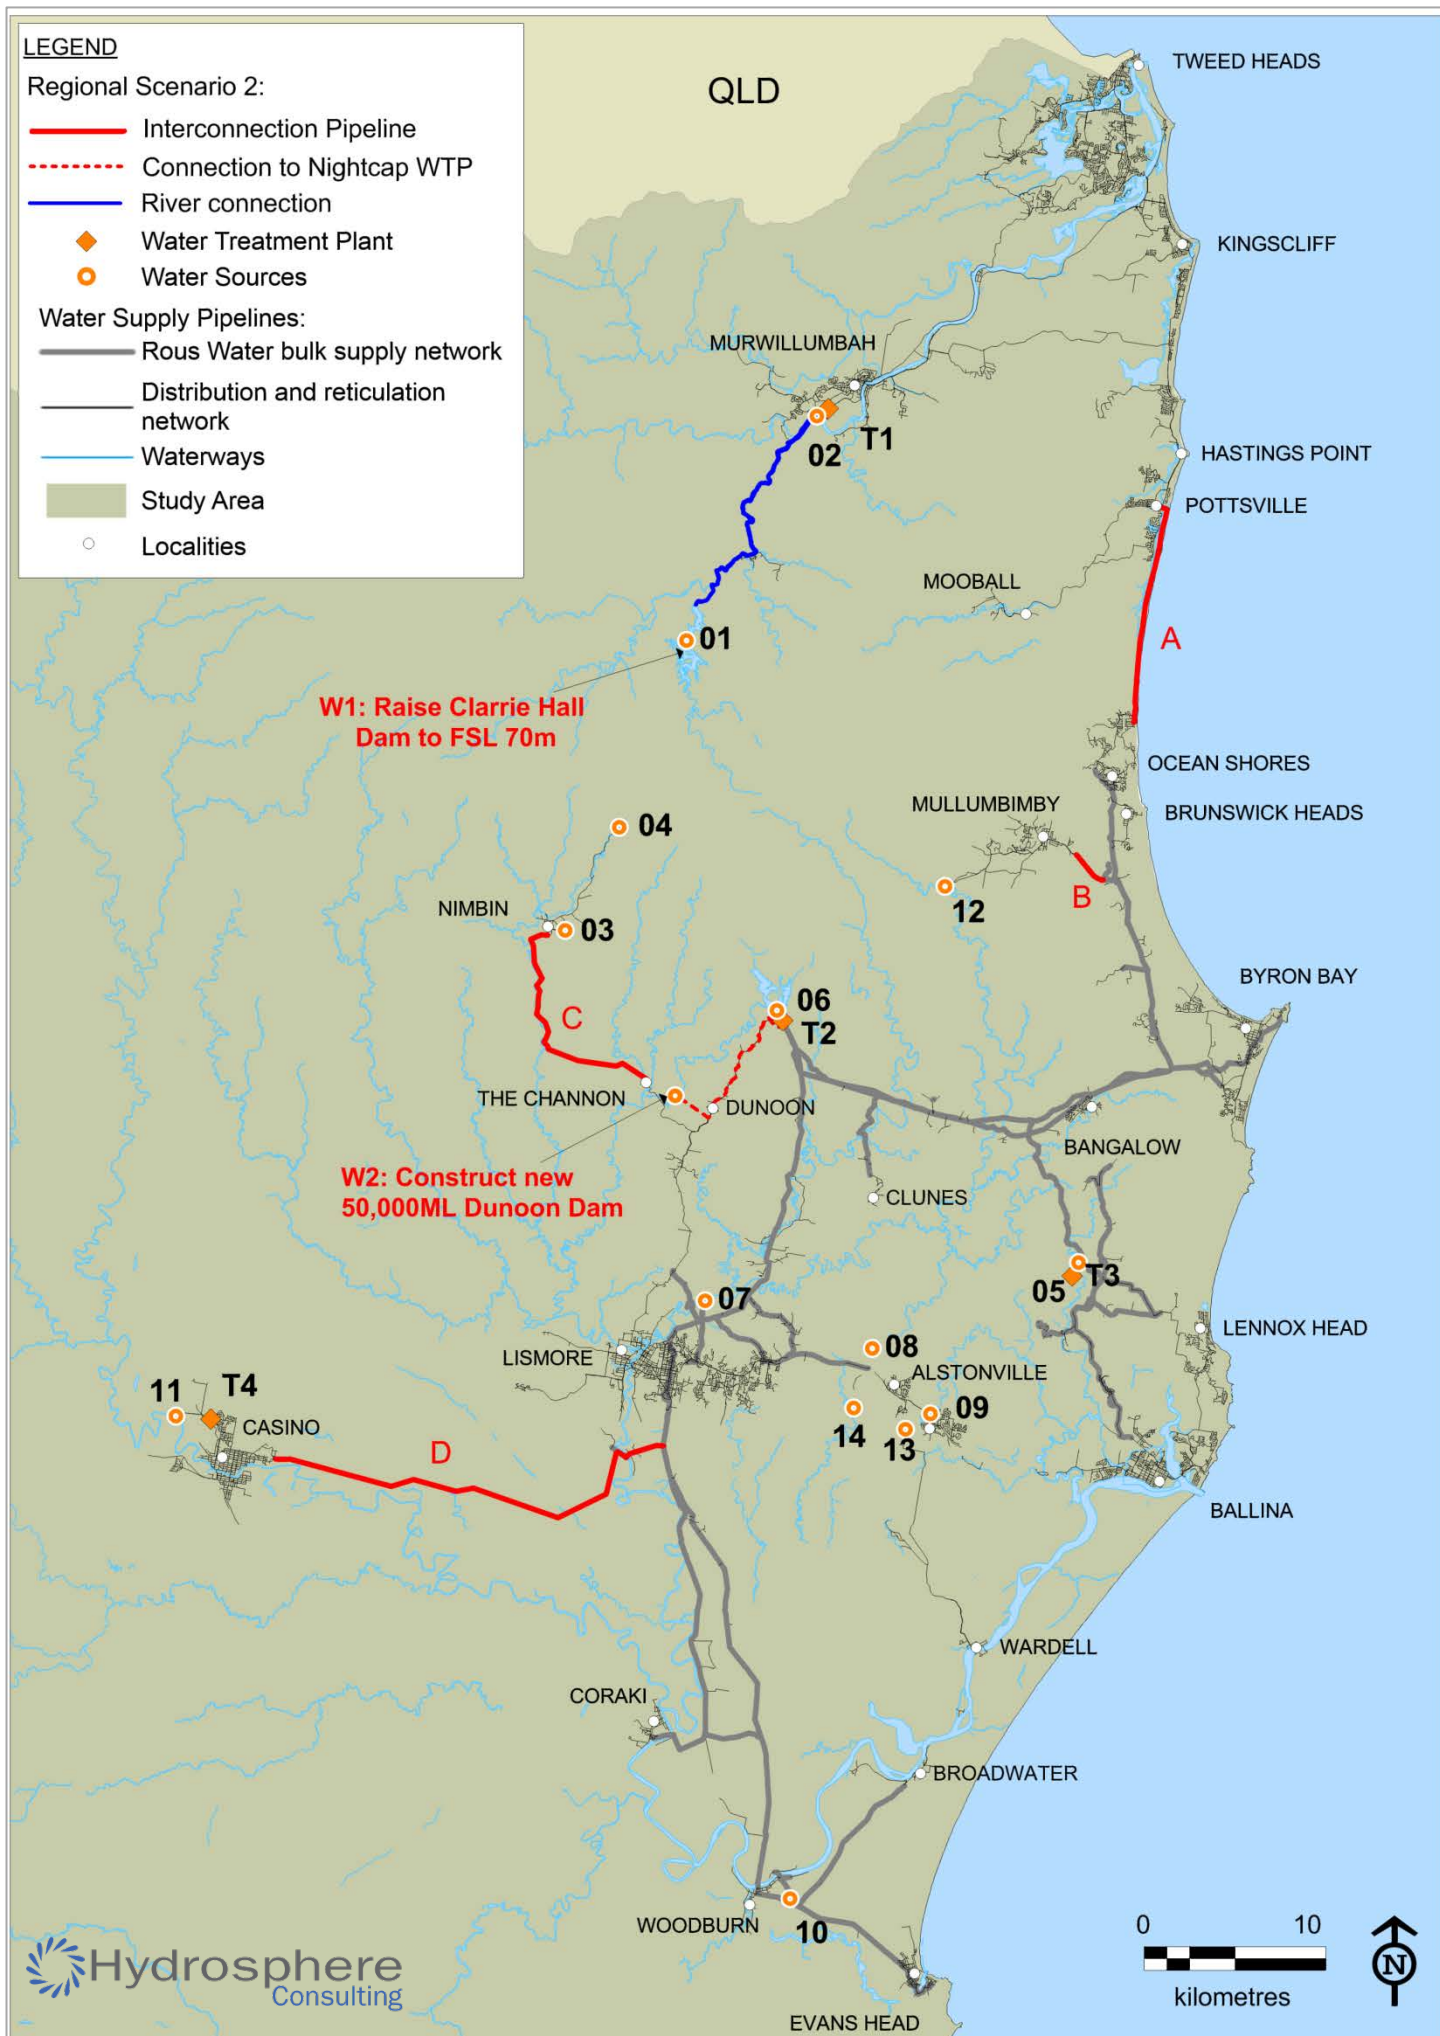 LEGEND
Regional Scenario 2:
Interconnection Pipeline
Connection to Nightcap WTP
River connection
Water Treatment Plant
Water Sources
Water Supply Pipelines:
Rous Water bulk supply network
Distribution and reticulation
network
Waterways
Study Area
Localities
QLD
TWEED HEADS
KINGSCLIFF
MURWILLUMBAH
T1
02
HASTINGS POINT
POTTSVILLE
MOOBALL
A
01
W1: Raise Clarrie Hall
Dam to FSL 70m
OCEAN SHORES
MULLUMBIMBY
BRUNSWICK HEADS
04
B
12
NIMBIN
03
BYRON BAY
06
C
T2
THE CHANNON
DUNOON
BANGALOW
W2: Construct new
50,000ML Dunoon Dam
CLUNES
T3
05
07
LENNOX HEAD
08
LISMORE
ALSTONVILLE
11
T4
09
CASINO
14
13
D
BALLINA
WARDELL
CORAKI
BROADWATER
WOODBURN
10
EVANS HEAD
0
10
kilometres
N
Hydrosphere
Consulting